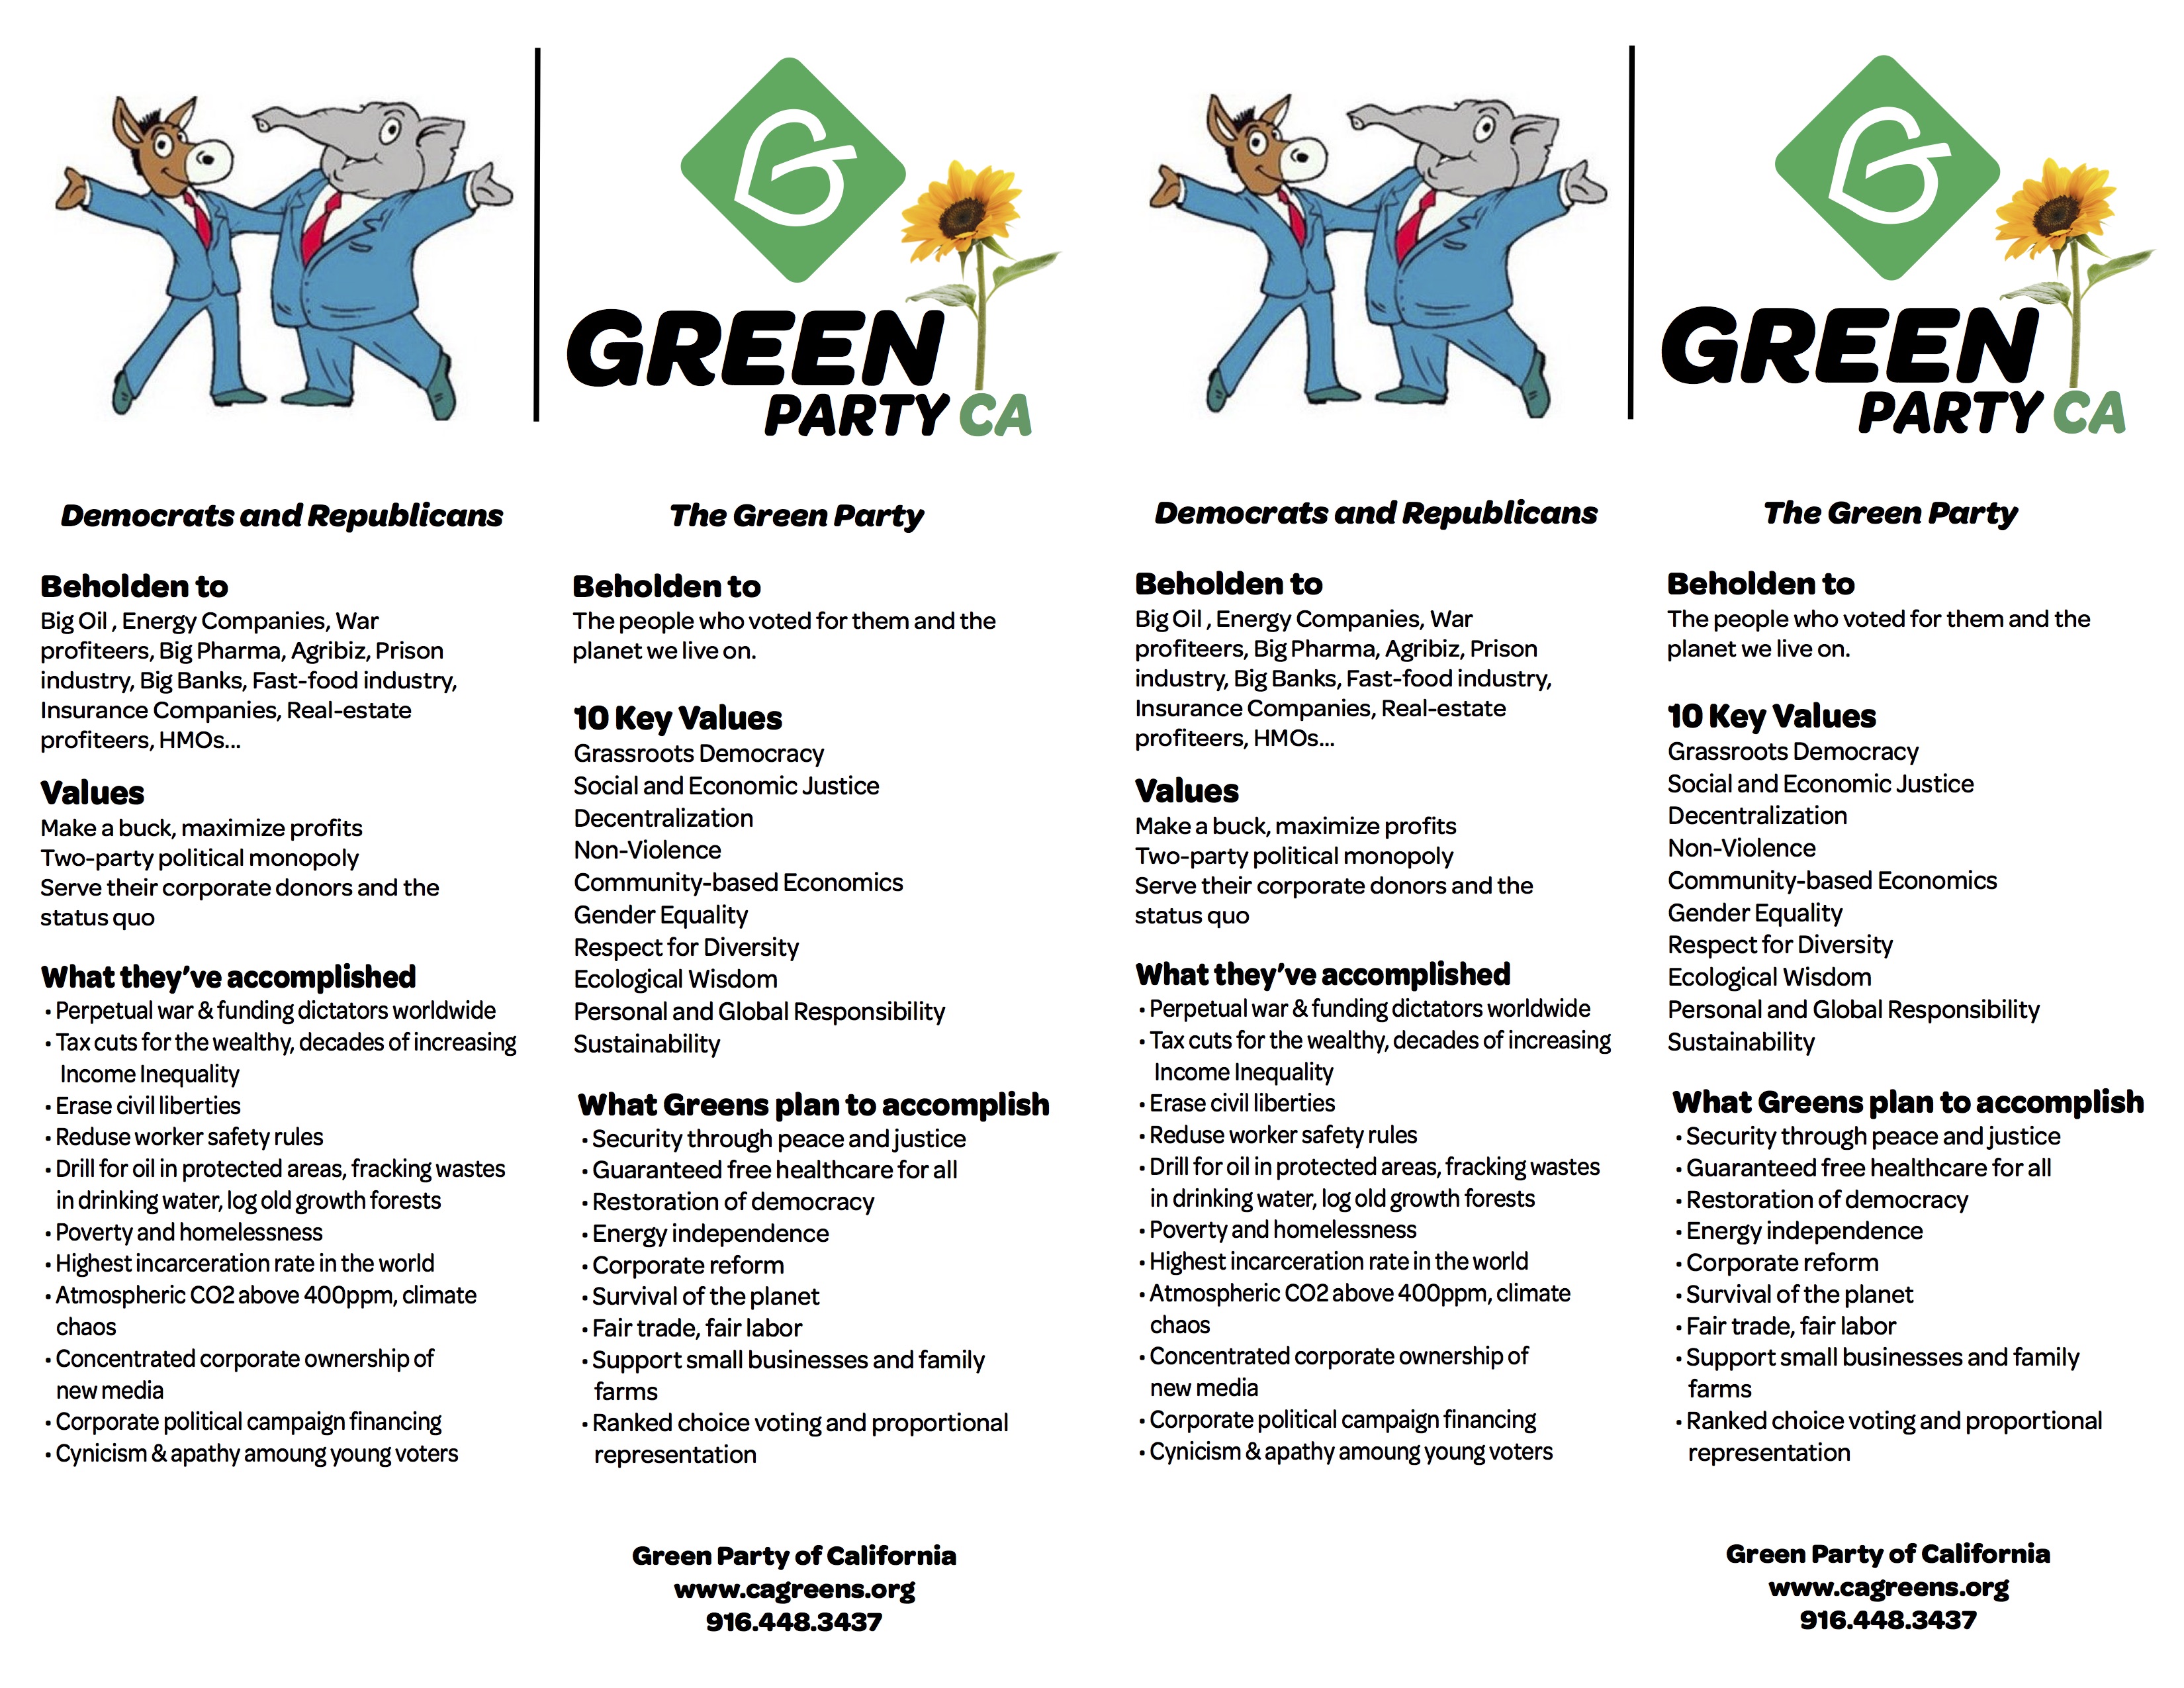 GREEN
PARTY CA
Democrats and Republicans
Beholden to
Big Oil , Energy Companies, War
profiteers, Big Pharma, Agribiz, Prison
industry, Big Banks, Fast-food industry,
Insurance Companies, Real-estate
profiteers, HMOs...
Values
Make a buck, maximize profits
Two-party political monopoly
Serve their corporate donors and the
status quo
What they've accomplished
• Perpetual war & funding dictators worldwide
• Tax cuts for the wealthy, decades of increasing
Income Inequality
• Erase civil liberties
• Reduse worker safety rules
• Drill for oil in protected areas, fracking wastes
in drinking water, log old growth forests
• Poverty and homelessness
• Highest incarceration rate in the world
• Atmospheric CO2 above 400ppm, climate
chaos
• Concentrated corporate ownership of
new media
• Corporate political campaign financing
• Cynicism & apathy amoung young voters
The Green Party
Beholden to
The people who voted for them and the
planet we live on.
10 Key Values
Grassroots Democracy
Social and Economic Justice
Decentralization
Non-Violence
Community-based Economics
Gender Equality
Respect for Diversity
Ecological Wisdom
Personal and Global Responsibility
Sustainability
What Greens plan to accomplish
• Security through peace and justice
• Guaranteed free healthcare for all
• Restoration of democracy
• Energy independence
• Corporate reform
• Survival of the planet
• Fair trade, fair labor
• Support small businesses and family
farms
• Ranked choice voting and proportional
representation
Green Party of California
www.cagreens.org
916.448.3437
GREEN
PARTY CA
Democrats and Republicans
Beholden to
Big Oil , Energy Companies, War
profiteers, Big Pharma, Agribiz, Prison
industry, Big Banks, Fast-food industry,
Insurance Companies, Real-estate
profiteers, HMOs...
Values
Make a buck, maximize profits
Two-party political monopoly
Serve their corporate donors and the
status quo
What they've accomplished
• Perpetual war & funding dictators worldwide
• Tax cuts for the wealthy, decades of increasing
Income Inequality
• Erase civil liberties
• Reduse worker safety rules
• Drill for oil in protected areas, fracking wastes
in drinking water, log old growth forests
• Poverty and homelessness
• Highest incarceration rate in the world
• Atmospheric CO2 above 400ppm, climate
chaos
• Concentrated corporate ownership of
new media
• Corporate political campaign financing
• Cynicism & apathy amoung young voters
The Green Party
Beholden to
The people who voted for them and the
planet we live on.
10 Key Values
Grassroots Democracy
Social and Economic Justice
Decentralization
Non-Violence
Community-based Economics
Gender Equality
Respect for Diversity
Ecological Wisdom
Personal and Global Responsibility
Sustainability
What Greens plan to accomplish
• Security through peace and justice
• Guaranteed free healthcare for all
• Restoration of democracy
• Energy independence
• Corporate reform
• Survival of the planet
• Fair trade, fair labor
• Support small businesses and family
farms
• Ranked choice voting and proportional
representation
Green Party of California
www.cagreens.org
916.448.3437